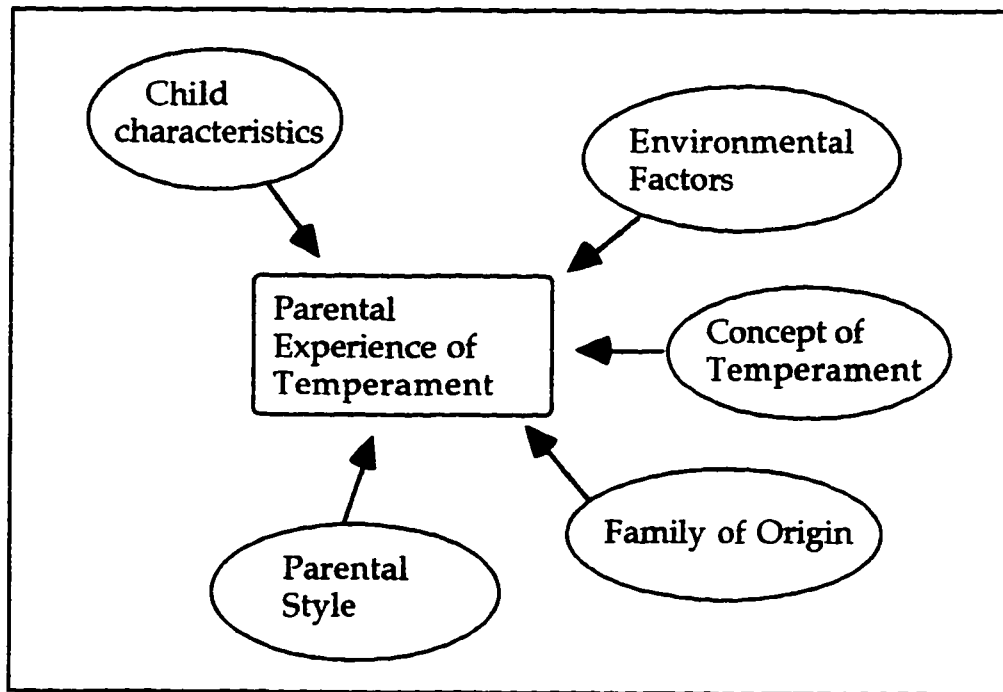 Child
characteristics
Environmental
Factors
Parental
Experience of
Temperament
Concept of
Temperament
Family of Origin
Parental
Style